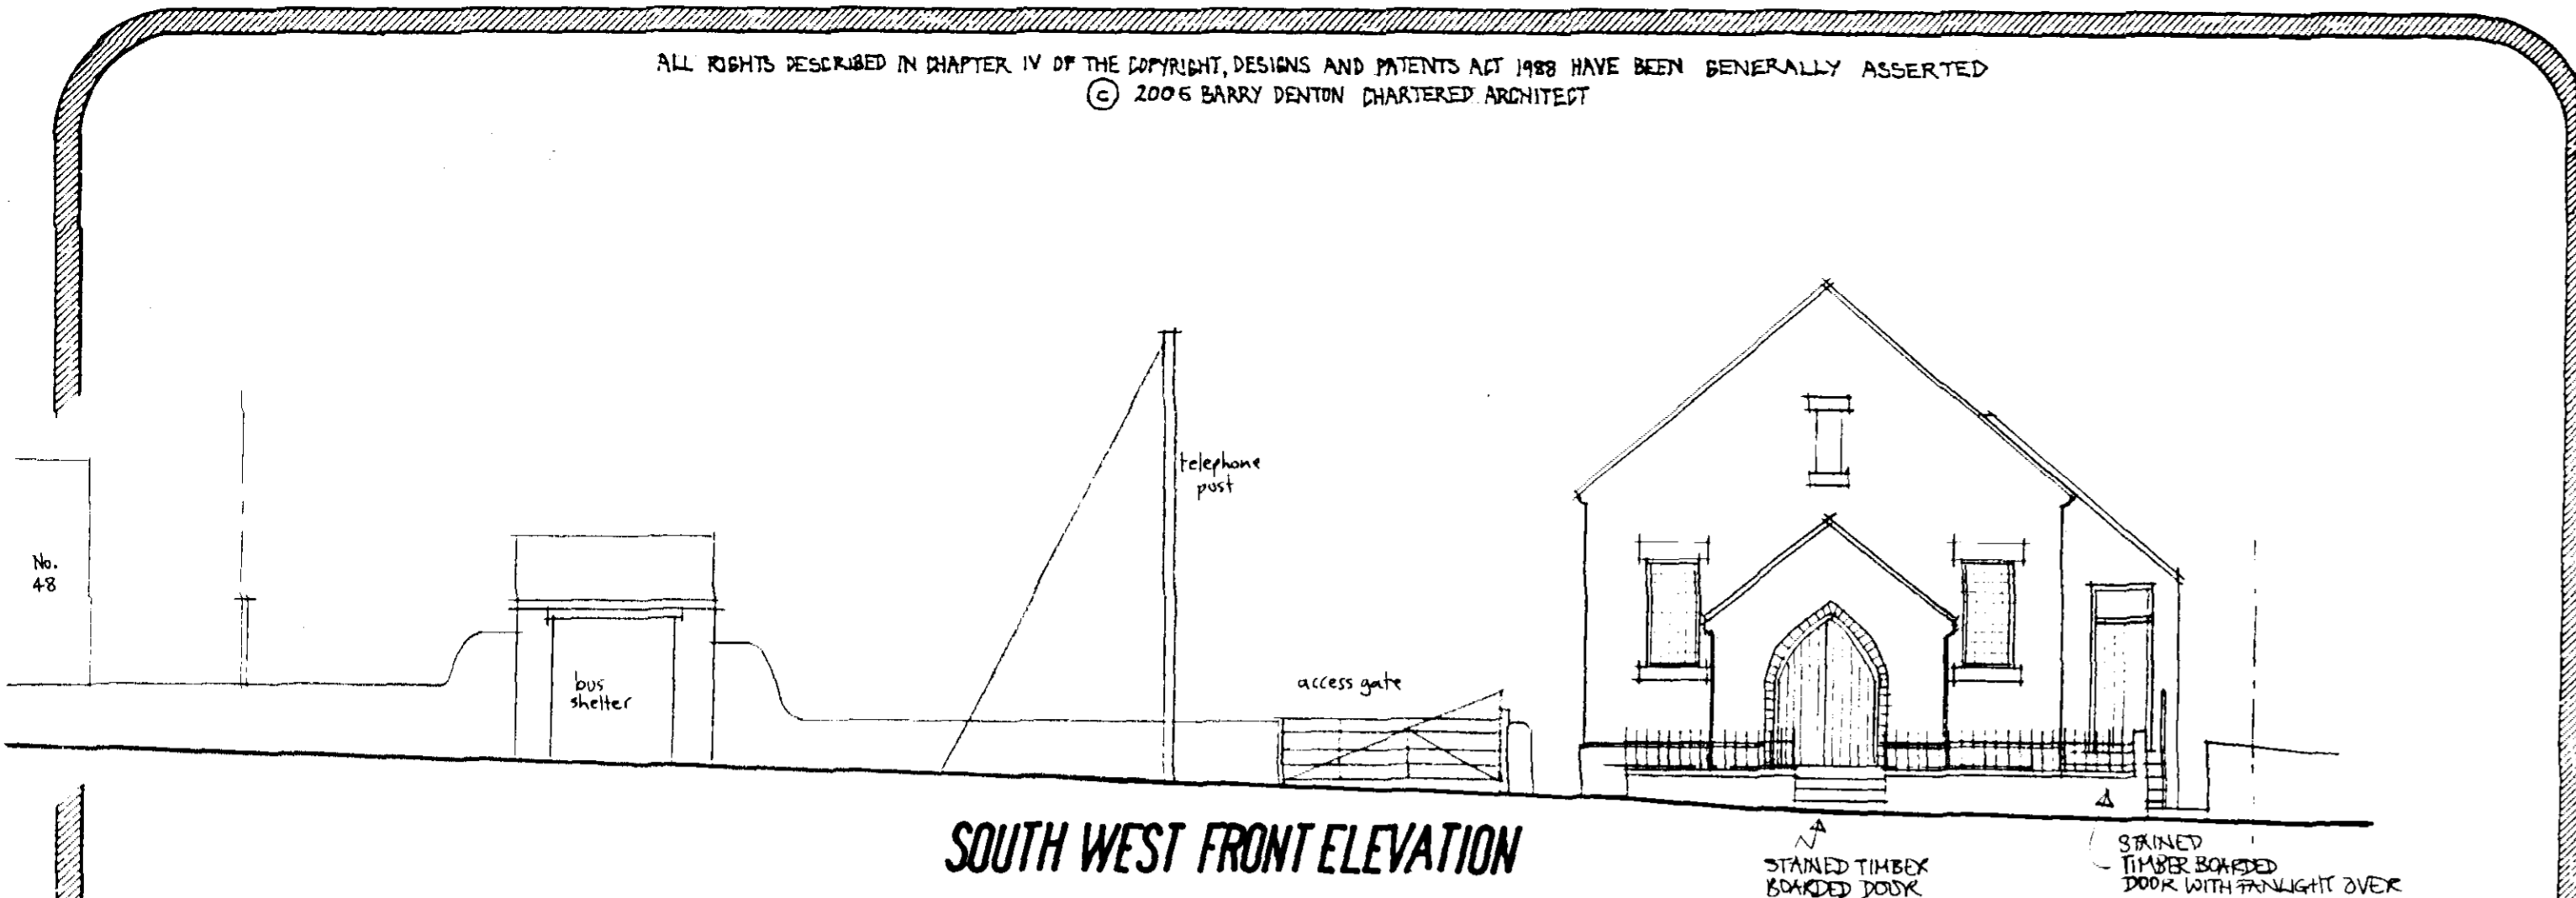 ALL RIGHTS DESCRIBED IN CHAPTER IV OF THE COPYRIGHT, DESIGNS AND PATENTS ACT 1988 HAVE BEEN GENERALLY ASSERTED
© 2006 BARRY DENTON CHARTERED ARCHITECT
telephone
post
No.
48
bus
shelter
access gate
SOUTH WEST FRONT ELEVATION
STAINED TIMBER
BOARDED DOOR
STAINED
TIMBER BOARDED
DOOR WITH FANLIGHT OVER